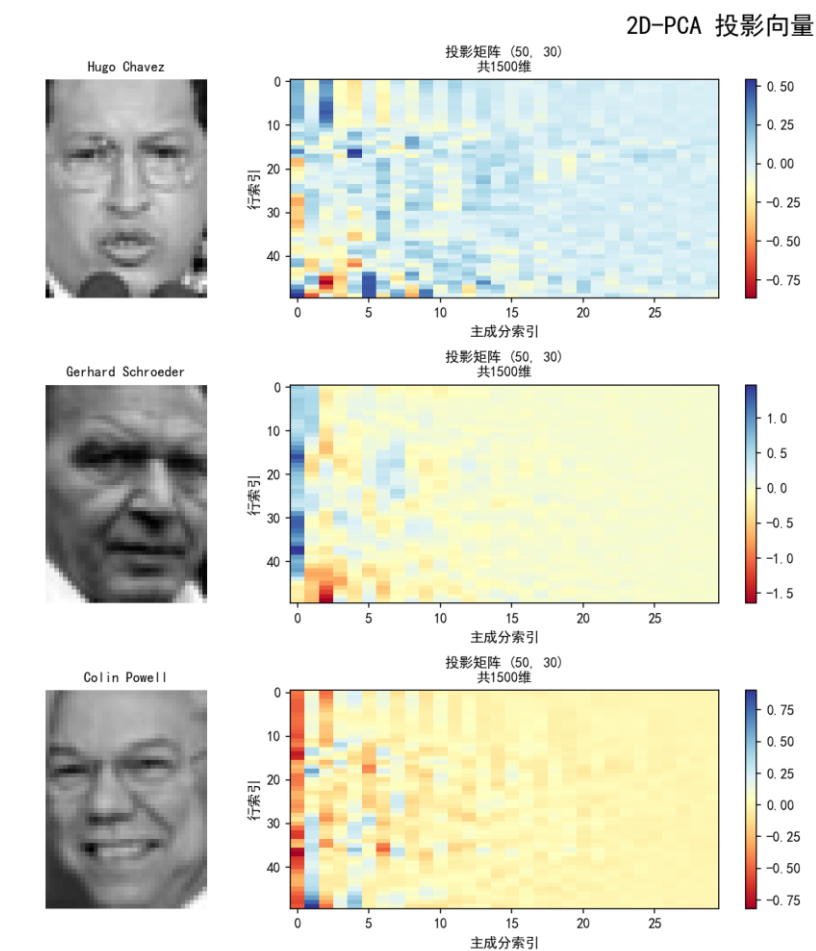 2D-PCA 投影向量
Hugo Chavez
投影矩阵 (50, 30)
共1500维
0
10
20
30
40
行索引
0 5 10 15 20 25
主成分索引
0.50
0.25
0.00
−0.25
−0.50
−0.75
Gerhard Schroeder
投影矩阵 (50, 30)
共1500维
0
10
20
30
40
行索引
0 5 10 15 20 25
主成分索引
1.0
0.5
0.0
−0.5
−1.0
−1.5
Colin Powell
投影矩阵 (50, 30)
共1500维
0
10
20
30
40
行索引
0 5 10 15 20 25
主成分索引
0.75
0.50
0.25
0.00
−0.25
−0.50
−0.75